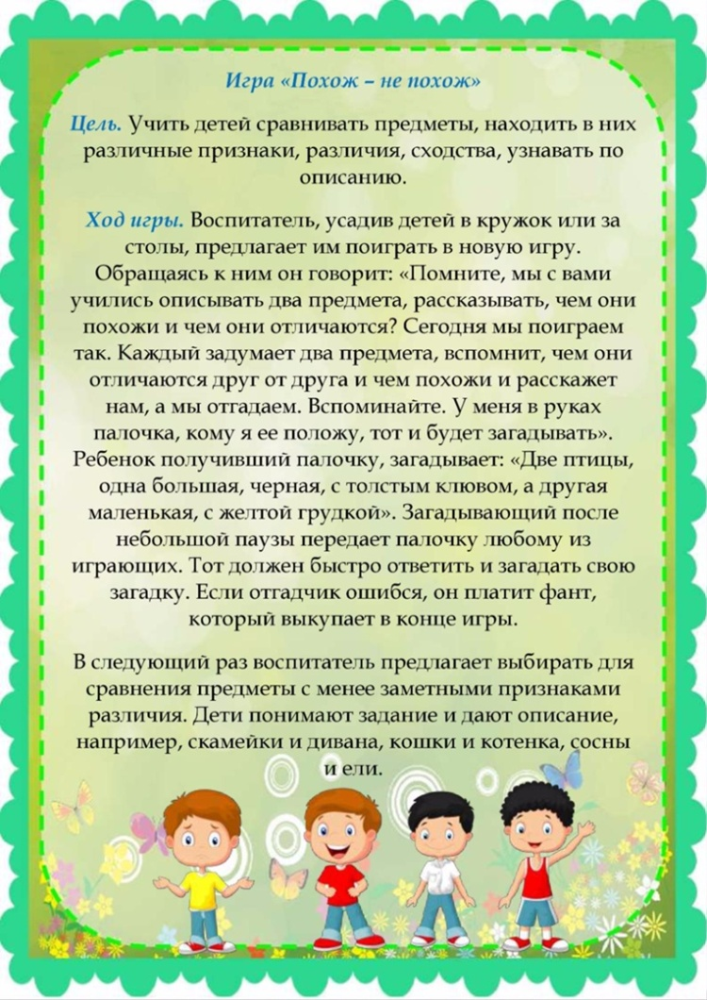 Игра «Похож – не похож»
Цель. Учить детей сравнивать предметы, находить в них
различные признаки, различия, сходства, узнавать по
описанию.
Ход игры. Воспитатель, усадив детей в кружок или за
столы, предлагает им поиграть в новую игру.
Обращаясь к ним он говорит: «Помните, мы с вами
учились описывать два предмета, рассказывать, чем они
похожи и чем они отличаются? Сегодня мы поиграем
так. Каждый задумает два предмета, вспомнит, чем они
отличаются друг от друга и чем похожи и расскажет
нам, а мы отгадаем. Вспоминайте. У меня в руках
палочка, кому я ее положу, тот и будет загадывать».
Ребенок получивший палочку, загадывает: «Две птицы,
одна большая, черная, с толстым клювом, а другая
маленькая, с желтой грудкой». Загадывающий после
небольшой паузы передает палочку любому из
играющих. Тот должен быстро ответить и загадать свою
загадку. Если отгадчик ошибся, он платит фант,
который выкупает в конце игры.
В следующий раз воспитатель предлагает выбирать для
сравнения предметы с менее заметными признаками
различия. Дети понимают задание и дают описание,
например, скамейки и дивана, кошки и котенка, сосны
и ели.